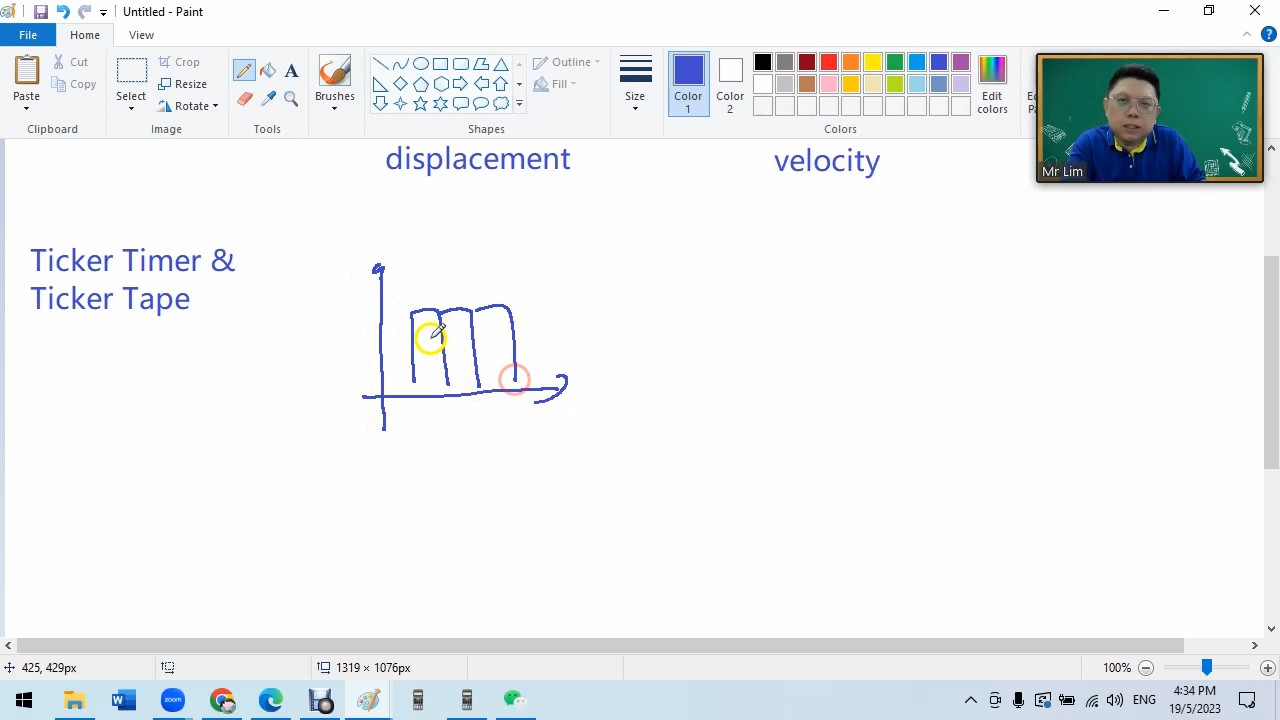 Untitled - Paint
File
Home
View
Paste
Cut
Copy
Clipboard
Select
Crop
Resize
Rotate
Image
A
Tools
Brushes
Outline
Fill
Shapes
Size
Color 1
Color 2
Edit colors
Colors
Mr Lim
displacement
velocity
Ticker Timer &
Ticker Tape
425, 429px
1319 × 1076px
100%
zoom
ENG
4:34 PM
19/5/2023